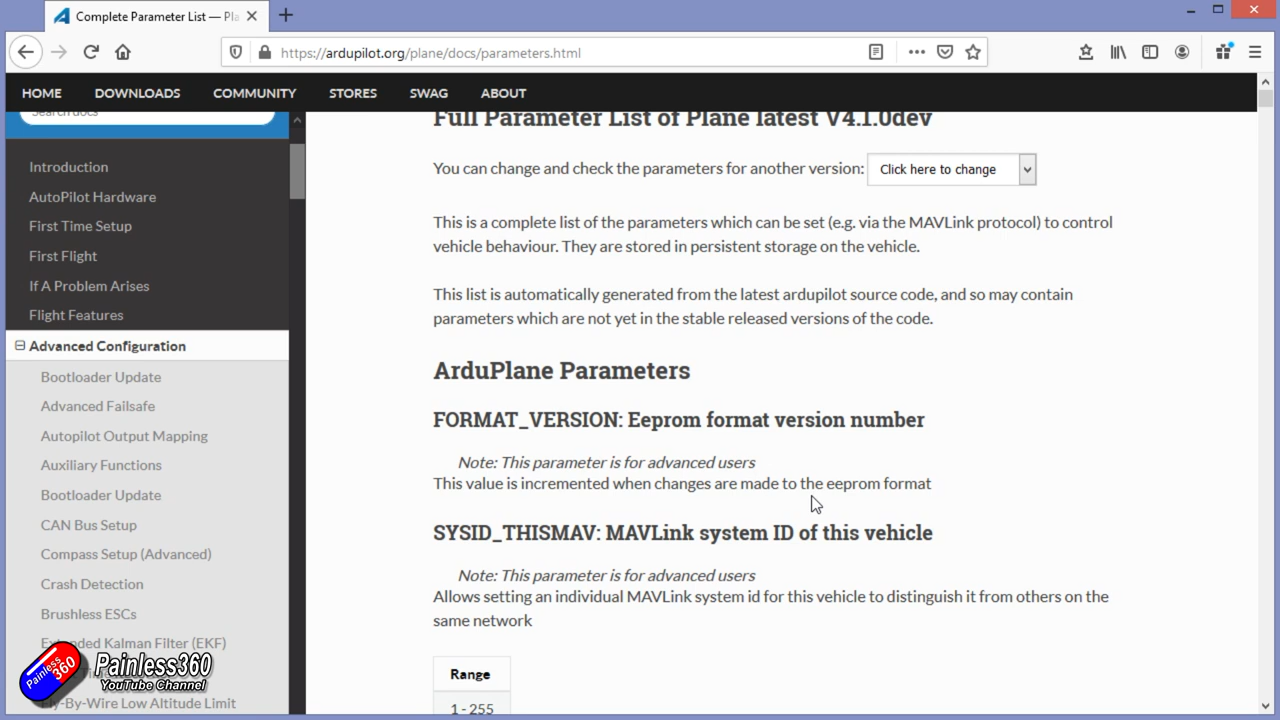 Complete Parameter List — Pla
https://ardupilot.org/plane/docs/parameters.html
HOME DOWNLOADS COMMUNITY STORES SWAG ABOUT
Search docs
Introduction
AutoPilot Hardware
First Time Setup
First Flight
If A Problem Arises
Flight Features
Advanced Configuration
Bootloader Update
Advanced Failsafe
Autopilot Output Mapping
Auxiliary Functions
Bootloader Update
CAN Bus Setup
Compass Setup (Advanced)
Crash Detection
Brushless ESCs
Extended Kalman Filter (EKF)
Fly-By-Wire Low Altitude Limit
Full Parameter List of Plane latest V4.1.0dev
You can change and check the parameters for another version: Click here to change
This is a complete list of the parameters which can be set (e.g. via the MAVLink protocol) to control
vehicle behaviour. They are stored in persistent storage on the vehicle.
This list is automatically generated from the latest ardupilot source code, and so may contain
parameters which are not yet in the stable released versions of the code.
ArduPlane Parameters
FORMAT_VERSION: Eeprom format version number
Note: This parameter is for advanced users
This value is incremented when changes are made to the eeprom format
SYSID_THISMAV: MAVLink system ID of this vehicle
Note: This parameter is for advanced users
Allows setting an individual MAVLink system id for this vehicle to distinguish it from others on the
same network
Range
1 - 255
Painless 360
Painless360
YouTube Channel